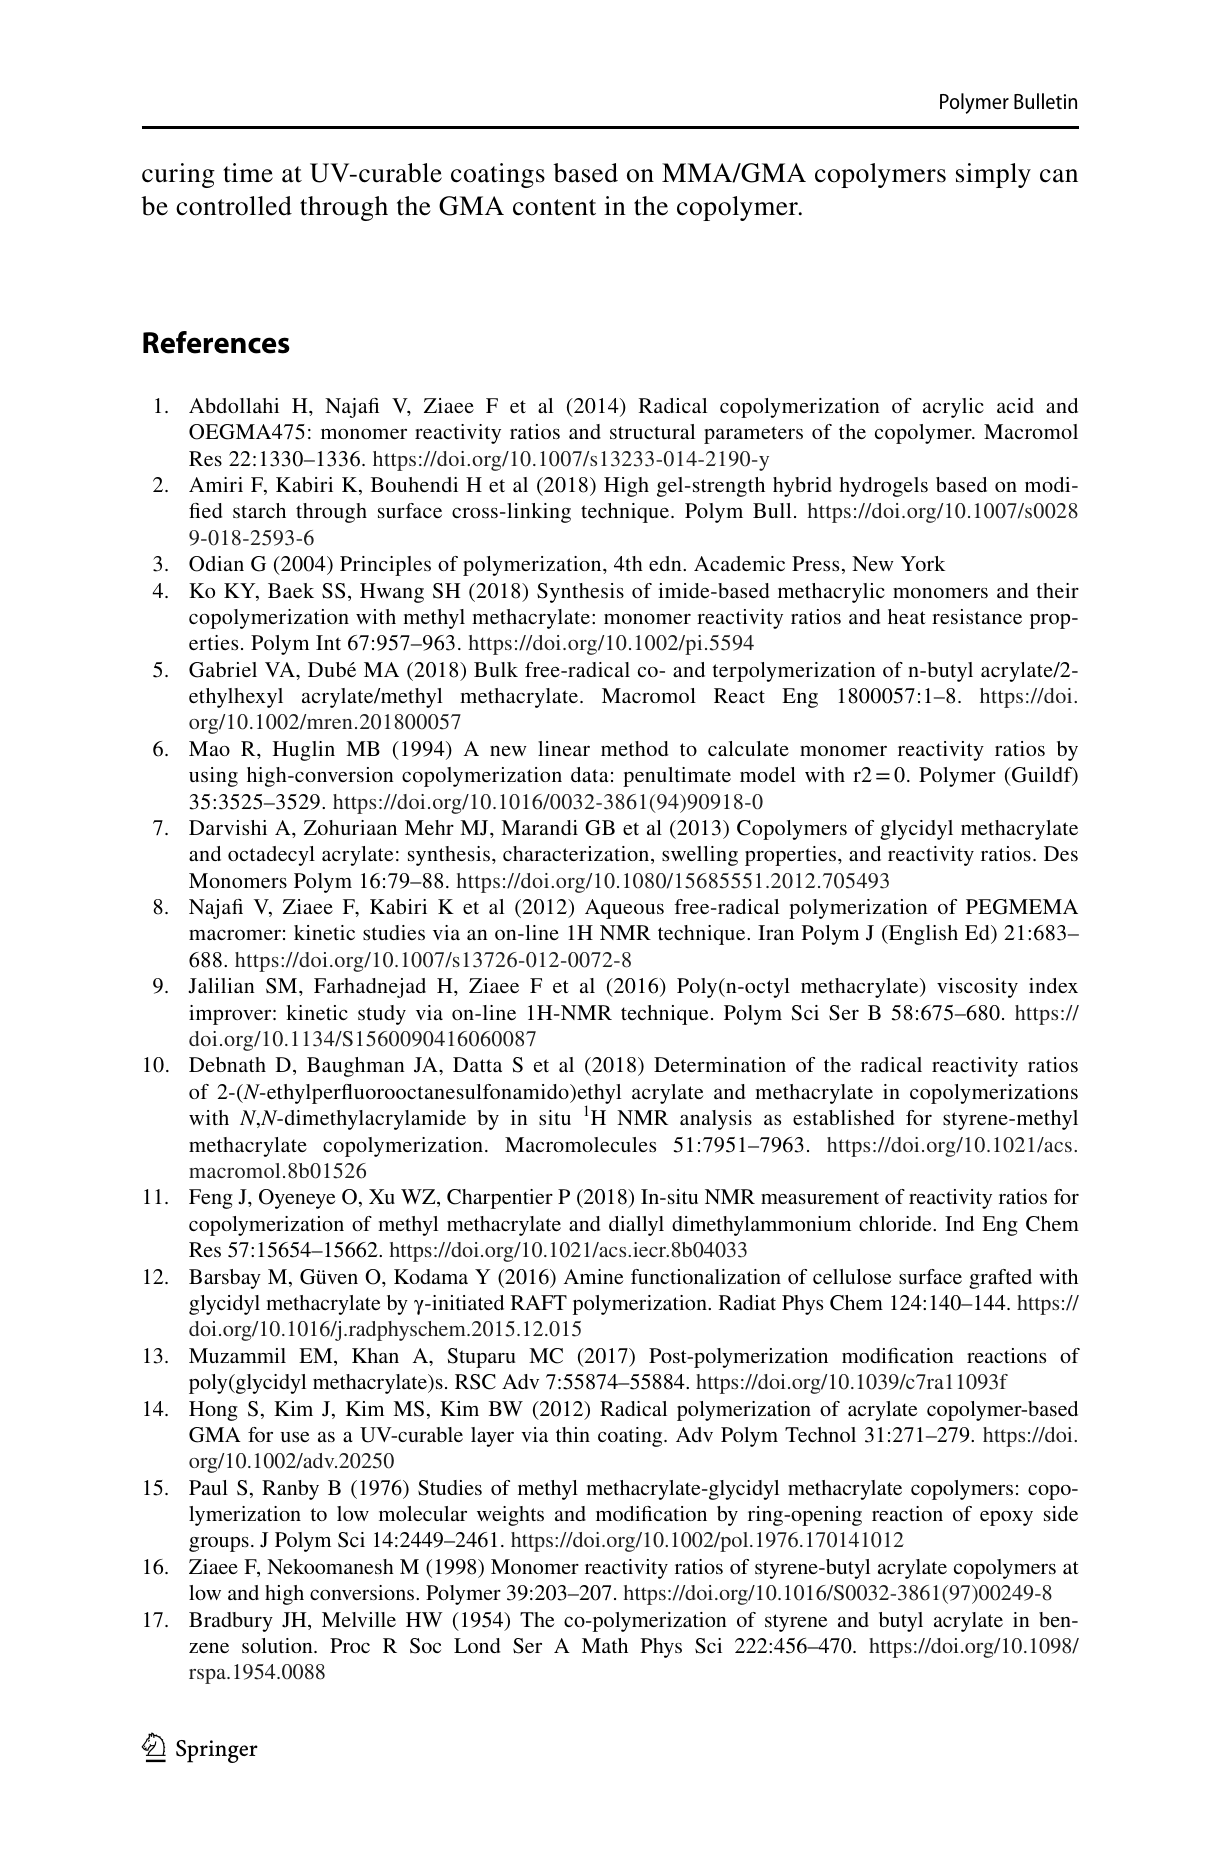 Polymer Bulletin
curing time at UV-curable coatings based on MMA/GMA copolymers simply can
be controlled through the GMA content in the copolymer.
References
1. Abdollahi H, Najafi V, Ziaee F et al (2014) Radical copolymerization of acrylic acid and
OEGMA475: monomer reactivity ratios and structural parameters of the copolymer. Macromol
Res 22:1330–1336. https://doi.org/10.1007/s13233-014-2190-y
2. Amiri F, Kabiri K, Bouhendi H et al (2018) High gel-strength hybrid hydrogels based on modi-
fied starch through surface cross-linking technique. Polym Bull. https://doi.org/10.1007/s0028
9-018-2593-6
3. Odian G (2004) Principles of polymerization, 4th edn. Academic Press, New York
4. Ko KY, Baek SS, Hwang SH (2018) Synthesis of imide-based methacrylic monomers and their
copolymerization with methyl methacrylate: monomer reactivity ratios and heat resistance prop-
erties. Polym Int 67:957–963. https://doi.org/10.1002/pi.5594
5. Gabriel VA, Dubé MA (2018) Bulk free-radical co- and terpolymerization of n-butyl acrylate/2-
ethylhexyl acrylate/methyl methacrylate. Macromol React Eng 1800057:1–8. https://doi.
org/10.1002/mren.201800057
6. Mao R, Huglin MB (1994) A new linear method to calculate monomer reactivity ratios by
using high-conversion copolymerization data: penultimate model with r2 = 0. Polymer (Guildf)
35:3525–3529. https://doi.org/10.1016/0032-3861(94)90918-0
7. Darvishi A, Zohuriaan Mehr MJ, Marandi GB et al (2013) Copolymers of glycidyl methacrylate
and octadecyl acrylate: synthesis, characterization, swelling properties, and reactivity ratios. Des
Monomers Polym 16:79–88. https://doi.org/10.1080/15685551.2012.705493
8. Najafi V, Ziaee F, Kabiri K et al (2012) Aqueous free-radical polymerization of PEGMEMA
macromer: kinetic studies via an on-line 1H NMR technique. Iran Polym J (English Ed) 21:683–
688. https://doi.org/10.1007/s13726-012-0072-8
9. Jalilian SM, Farhadnejad H, Ziaee F et al (2016) Poly(n-octyl methacrylate) viscosity index
improver: kinetic study via on-line 1H-NMR technique. Polym Sci Ser B 58:675–680. https://
doi.org/10.1134/S1560090416060087
10. Debnath D, Baughman JA, Datta S et al (2018) Determination of the radical reactivity ratios
of 2-(N-ethylperfluorooctanesulfonamido)ethyl acrylate and methacrylate in copolymerizations
with N,N-dimethylacrylamide by in situ ¹H NMR analysis as established for styrene-methyl
methacrylate copolymerization. Macromolecules 51:7951–7963. https://doi.org/10.1021/acs.
macromol.8b01526
11. Feng J, Oyeneye O, Xu WZ, Charpentier P (2018) In-situ NMR measurement of reactivity ratios for
copolymerization of methyl methacrylate and diallyl dimethylammonium chloride. Ind Eng Chem
Res 57:15654–15662. https://doi.org/10.1021/acs.iecr.8b04033
12. Barsbay M, Güven O, Kodama Y (2016) Amine functionalization of cellulose surface grafted with
glycidyl methacrylate by γ-initiated RAFT polymerization. Radiat Phys Chem 124:140–144. https://
doi.org/10.1016/j.radphyschem.2015.12.015
13. Muzammil EM, Khan A, Stuparu MC (2017) Post-polymerization modification reactions of
poly(glycidyl methacrylate)s. RSC Adv 7:55874–55884. https://doi.org/10.1039/c7ra11093f
14. Hong S, Kim J, Kim MS, Kim BW (2012) Radical polymerization of acrylate copolymer-based
GMA for use as a UV-curable layer via thin coating. Adv Polym Technol 31:271–279. https://doi.
org/10.1002/adv.20250
15. Paul S, Ranby B (1976) Studies of methyl methacrylate-glycidyl methacrylate copolymers: copo-
lymerization to low molecular weights and modification by ring-opening reaction of epoxy side
groups. J Polym Sci 14:2449–2461. https://doi.org/10.1002/pol.1976.170141012
16. Ziaee F, Nekoomanesh M (1998) Monomer reactivity ratios of styrene-butyl acrylate copolymers at
low and high conversions. Polymer 39:203–207. https://doi.org/10.1016/S0032-3861(97)00249-8
17. Bradbury JH, Melville HW (1954) The co-polymerization of styrene and butyl acrylate in ben-
zene solution. Proc R Soc Lond Ser A Math Phys Sci 222:456–470. https://doi.org/10.1098/
rspa.1954.0088
Springer